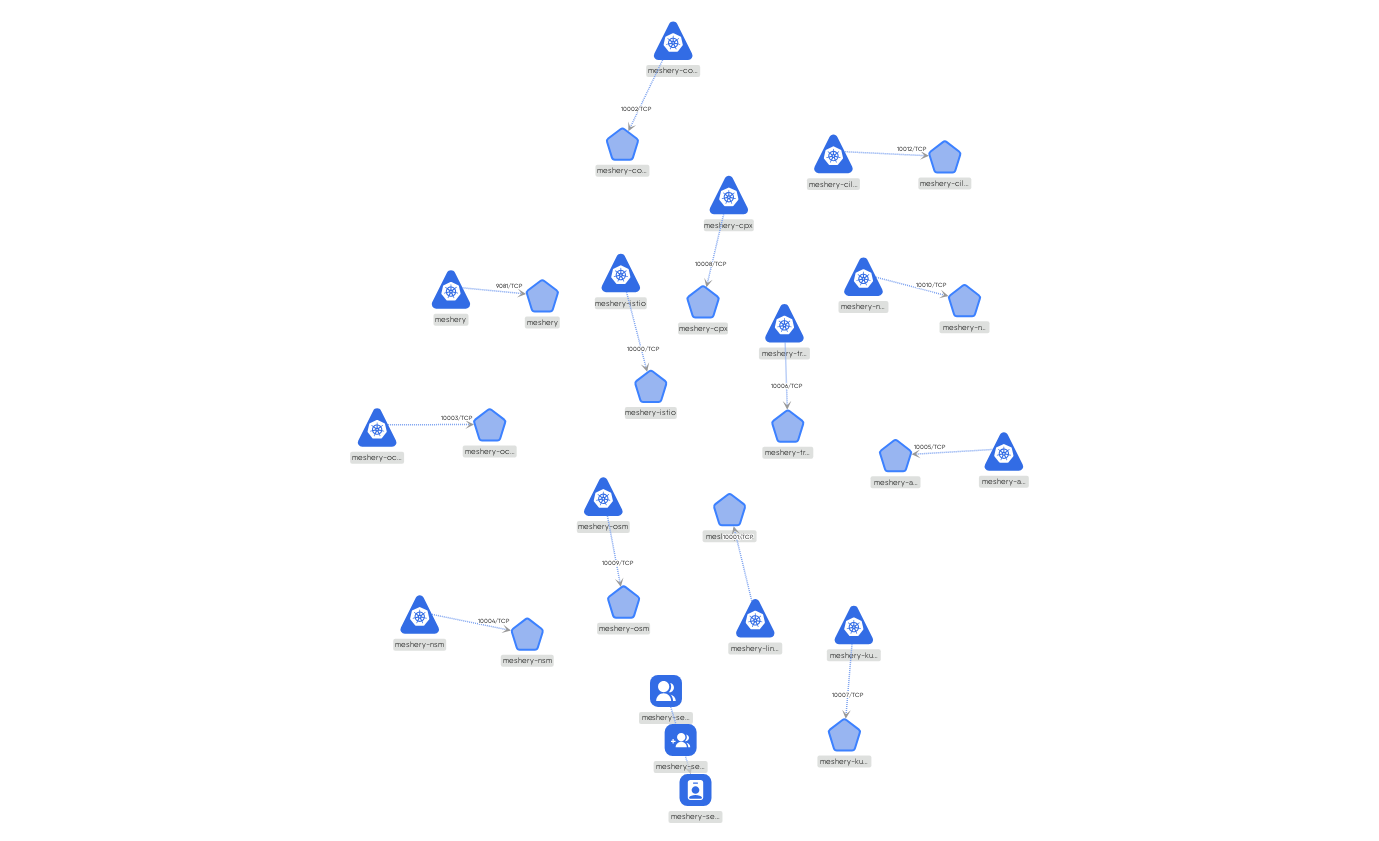 meshery-co...
10002/TCP
meshery-co...
10012/TCP
meshery-cil...
meshery-cil...
meshery-cpx
10008/TCP
meshery-cpx
9081/TCP
meshery
meshery
meshery-istio
10000/TCP
meshery-istio
10010/TCP
meshery-n...
meshery-n...
meshery-tr...
10006/TCP
meshery-tr...
10003/TCP
meshery-oc...
meshery-oc...
10005/TCP
meshery-a...
meshery-a...
meshery-osm
10009/TCP
meshery-osm
10001/TCP
meshery-lin...
10004/TCP
meshery-nsm
meshery-nsm
meshery-ku...
10007/TCP
meshery-ku...
meshery-se...
meshery-se...
meshery-se...